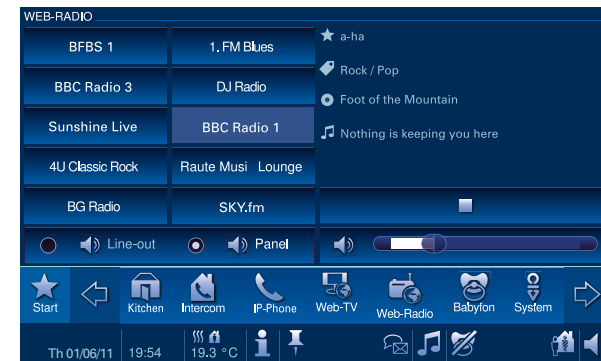 WEB-RADIO
BFBS 1
1. FM Blues
a-ha
BBC Radio 3
DJ Radio
Rock / Pop
Foot of the Mountain
Sunshine Live
BBC Radio 1
Nothing is keeping you here
4U Classic Rock
Raute Musi Lounge
BG Radio
SKY.fm
Line-out
Panel
Start
Kitchen
Intercom
IP-Phone
Web-TV
Web-Radio
Babyfon
System
Th 01/06/11
19:54
19.3 °C